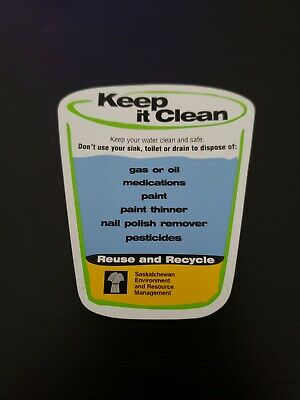 Keep
it Clean
Keep your water clean and safe.
Don't use your sink, toilet or drain to dispose of:
gas or oil
medications
paint
paint thinner
nail polish remover
pesticides
Reuse and Recycle
Saskatchewan
Environment
and Resource
Management